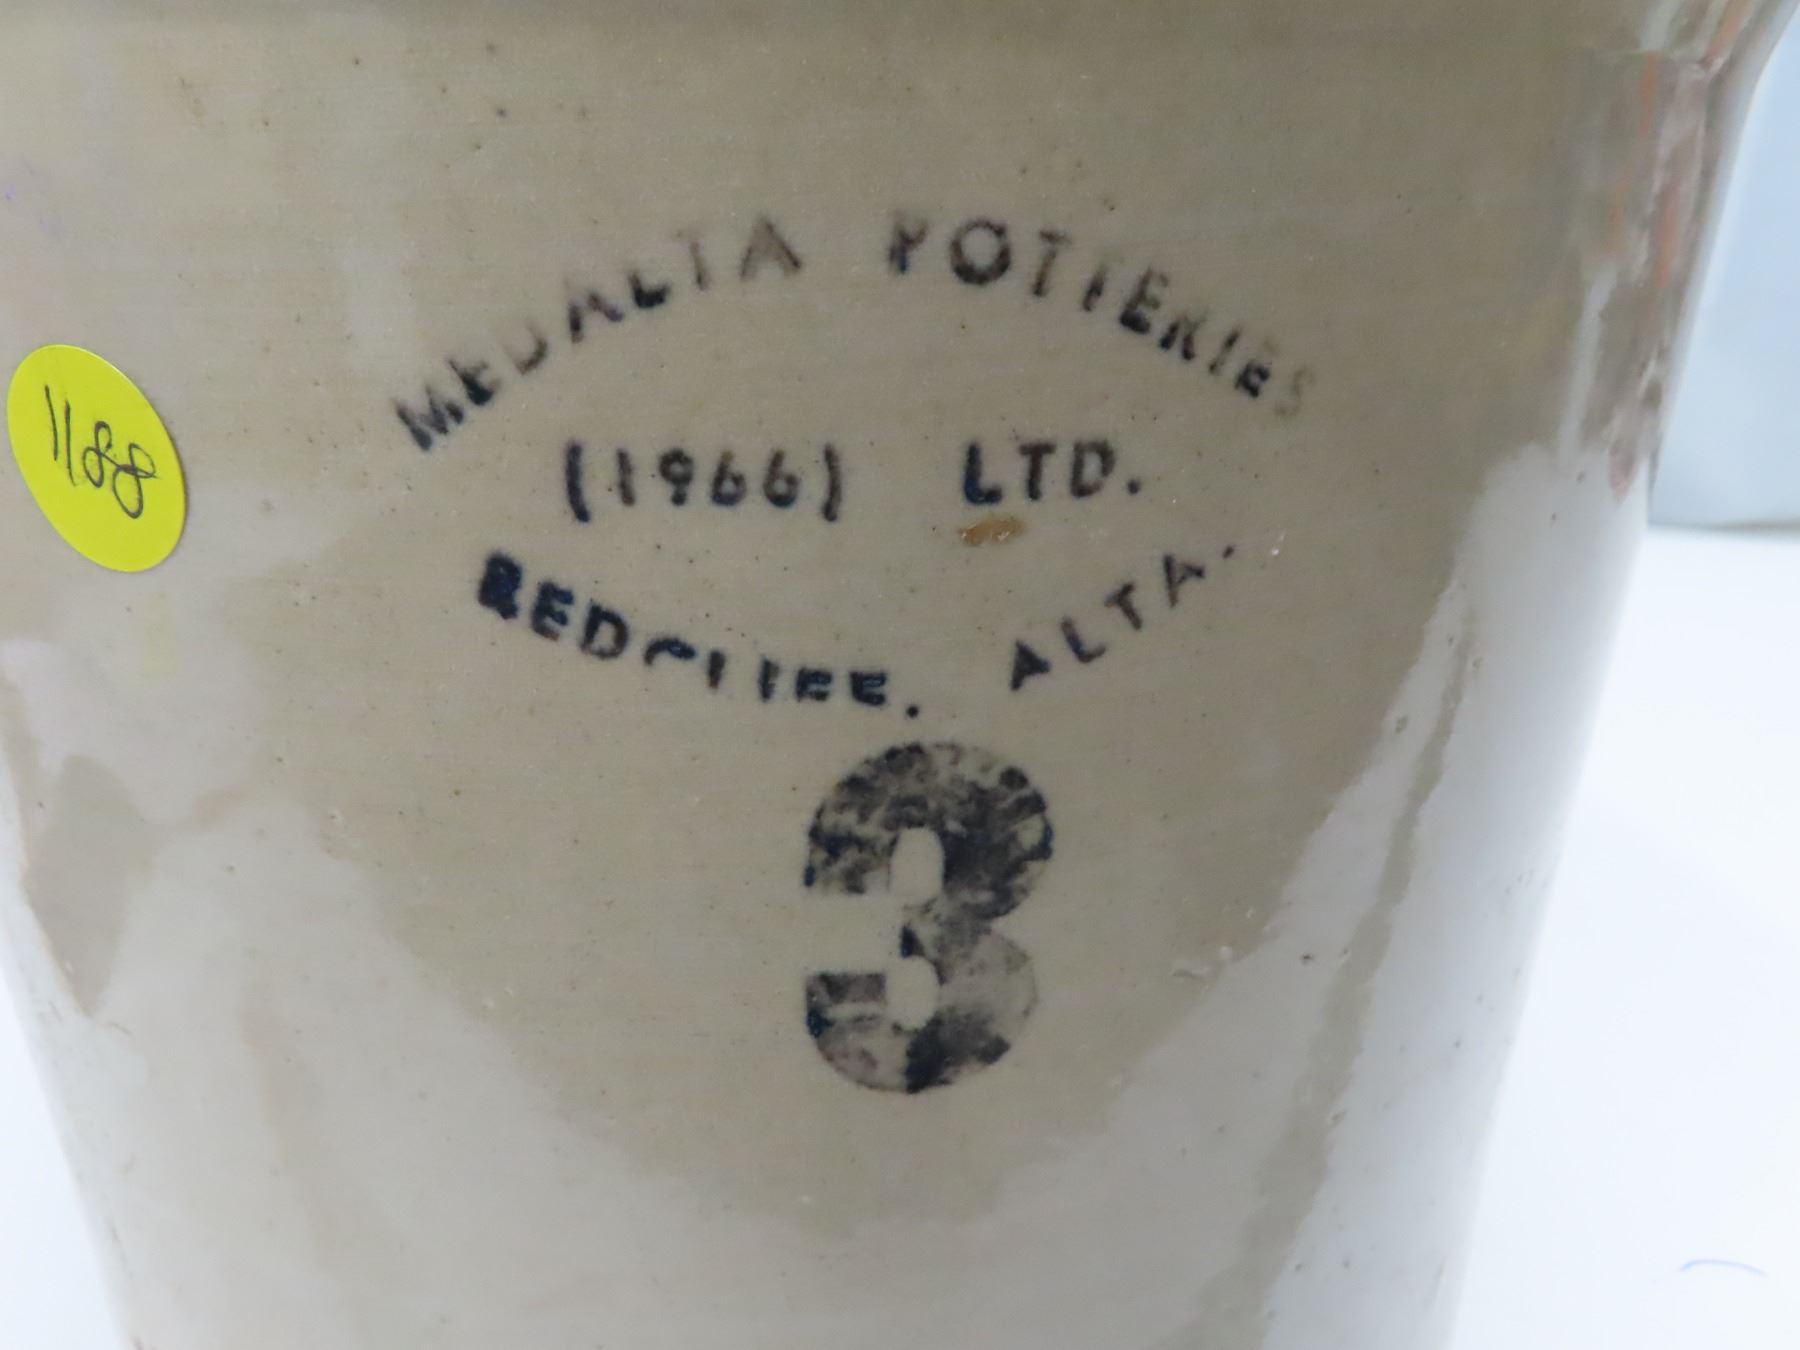 MEDALTA POTTERIES
(1966) LTD.
REDCLIFF. ALTA.
3
1188